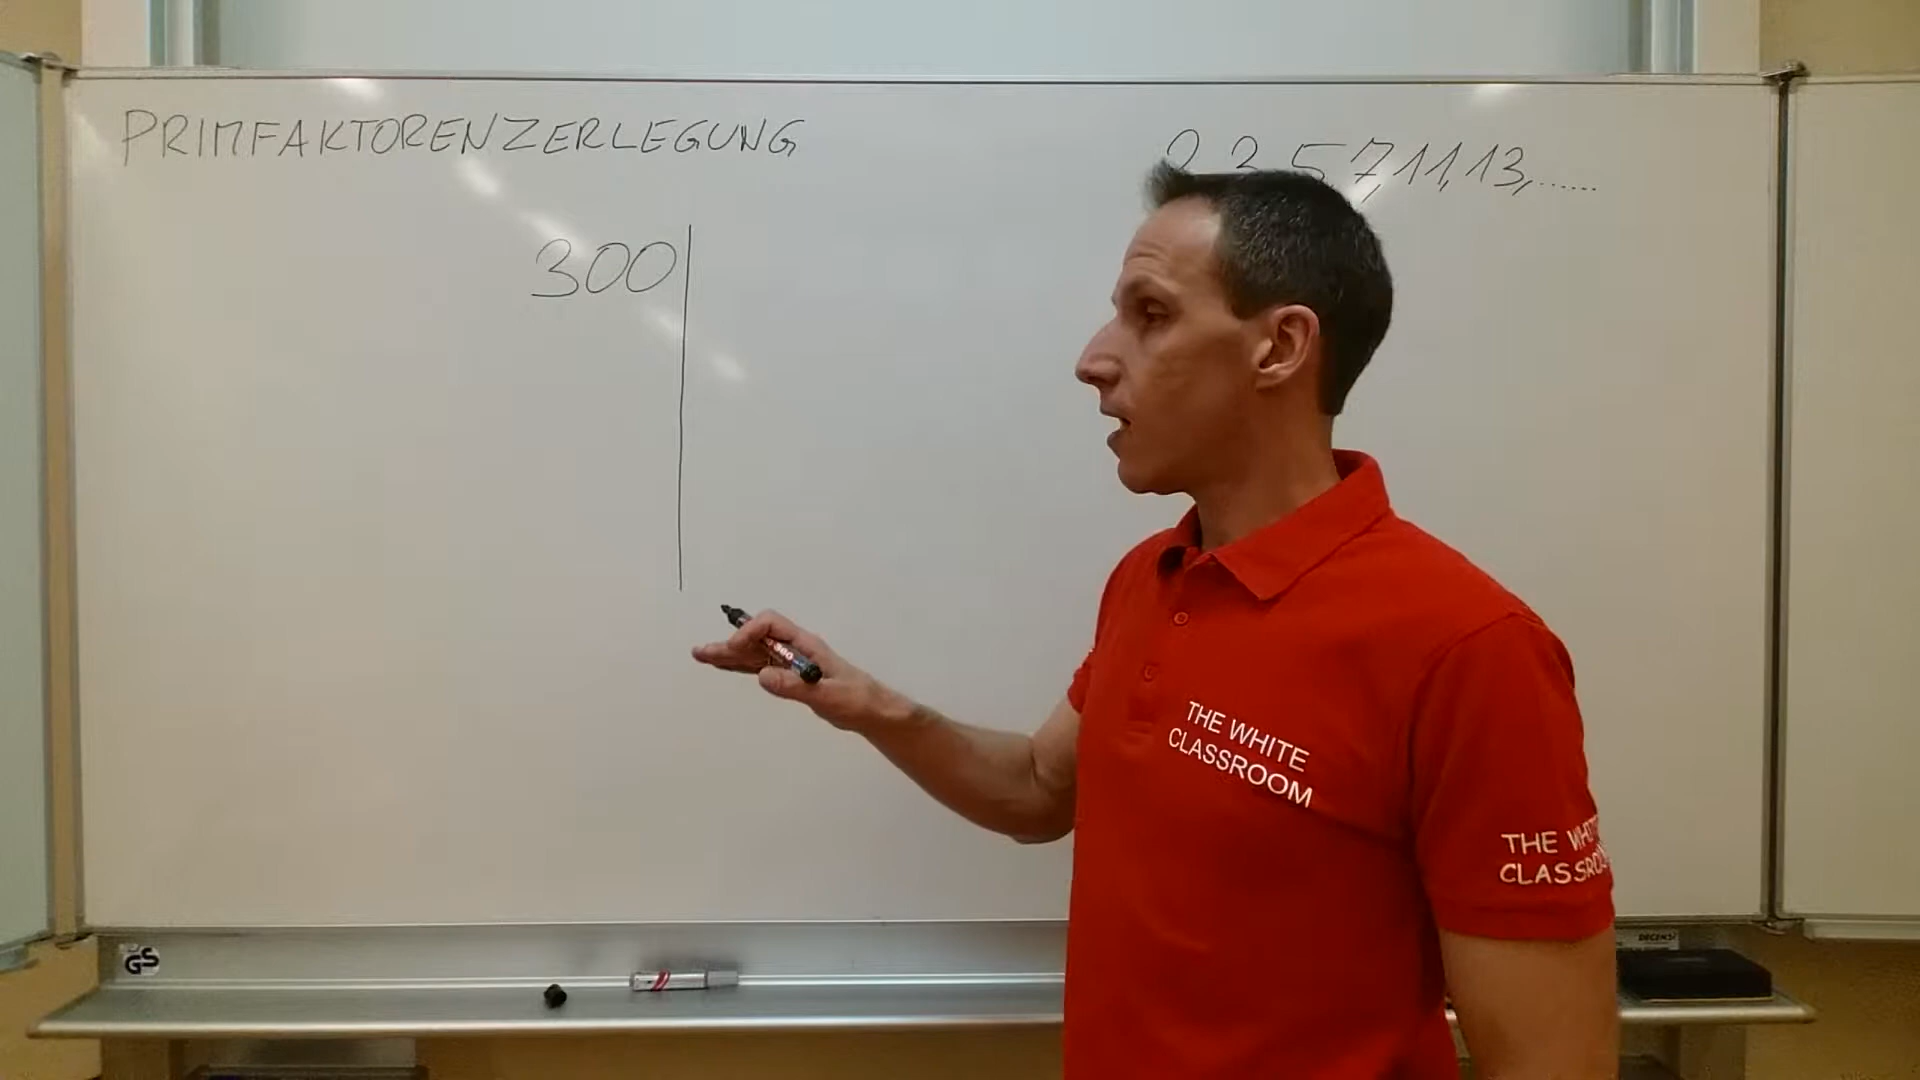 PRIMFAKTORENZERLEGUNG
2, 3, 5, 7, 11, 13, ......
300
THE WHITE
CLASSROOM
THE WHITE
CLASSROOM
GS